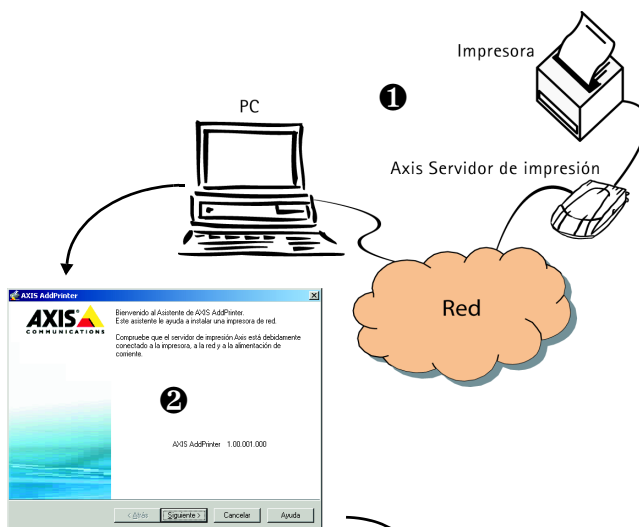 Impresora
❶
PC
Axis Servidor de impresión
Red
AXIS AddPrinter
AXIS
COMMUNICATIONS
Bienvenido al Asistente de AXIS AddPrinter.
Este asistente le ayuda a instalar una impresora de red.
Compruebe que el servidor de impresión Axis está debidamente
conectado a la impresora, a la red y a la alimentación de
corriente.
❷
AXIS AddPrinter 1.00.001.000
< Atrás
Siguiente >
Cancelar
Ayuda